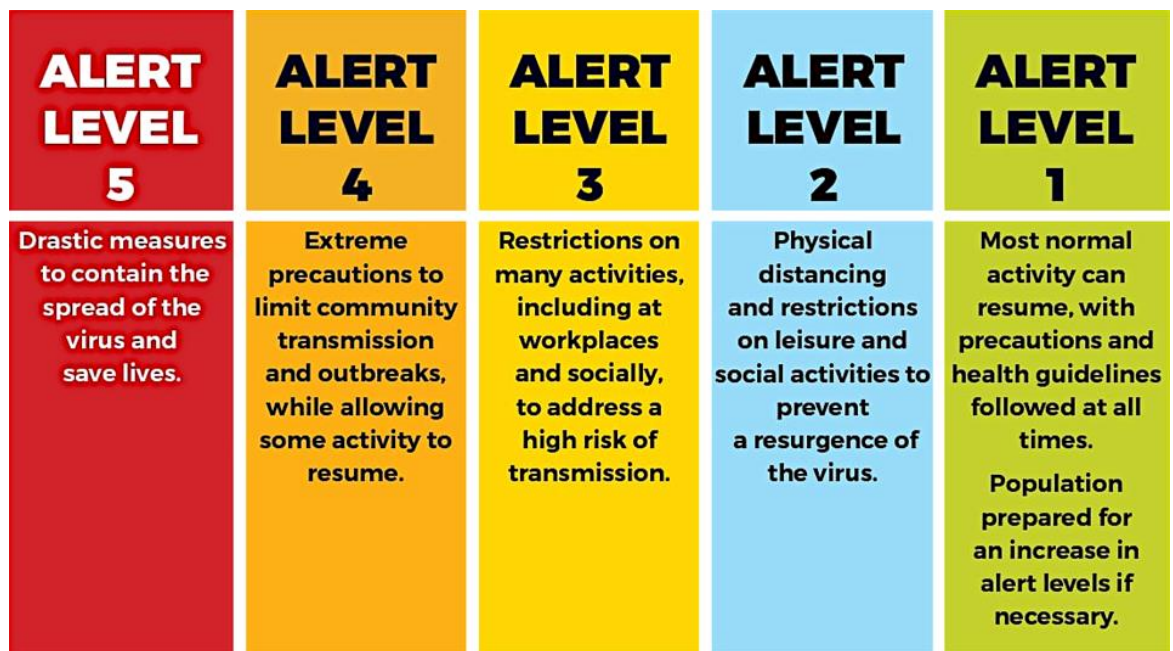 ALERT
LEVEL
5
Drastic measures
to contain the
spread of the
virus and
save lives.
ALERT
LEVEL
4
Extreme
precautions to
limit community
transmission
and outbreaks,
while allowing
some activity to
resume.
ALERT
LEVEL
3
Restrictions on
many activities,
including at
workplaces
and socially,
to address a
high risk of
transmission.
ALERT
LEVEL
2
Physical
distancing
and restrictions
on leisure and
social activities to
prevent
a resurgence of
the virus.
ALERT
LEVEL
1
Most normal
activity can
resume, with
precautions and
health guidelines
followed at all
times.
Population
prepared for
an increase in
alert levels if
necessary.